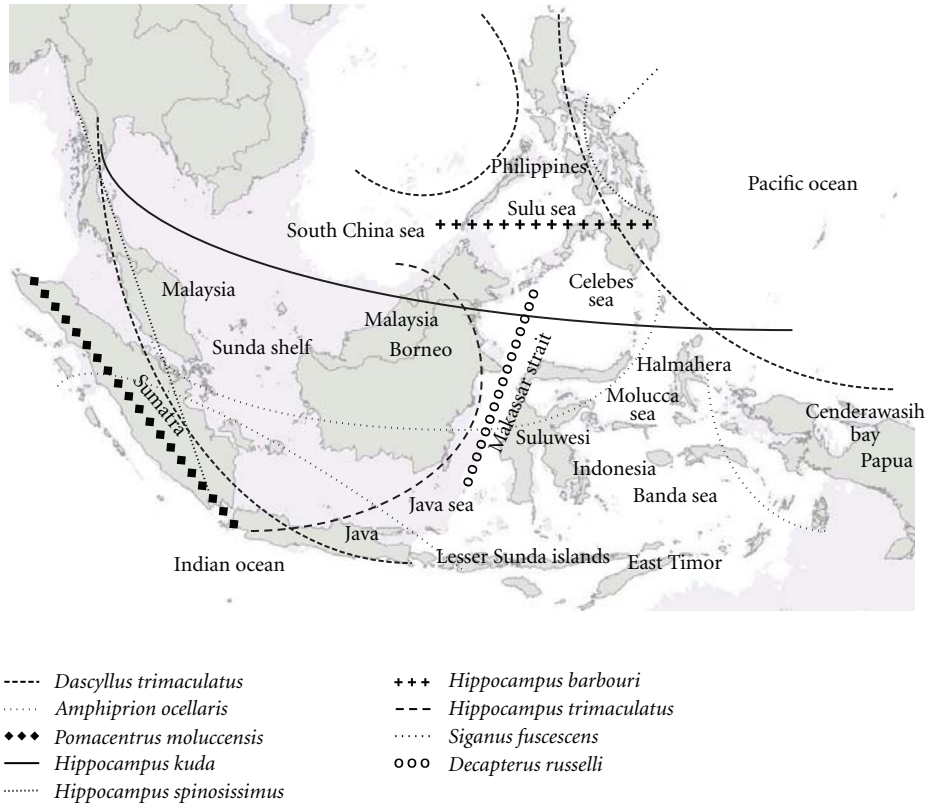 Philippines
Pacific ocean
Sulu sea
South China sea
Celebes
sea
Malaysia
Malaysia
Borneo
Sunda shelf
Makassar strait
Halmahera
Molucca
sea
Sumatra
Cenderawasih
bay
Suluwesi
Papua
Indonesia
Banda sea
Java sea
Java
Indian ocean
Lesser Sunda islands
East Timor
Dascyllus trimaculatus
Amphiprion ocellaris
Pomacentrus moluccensis
Hippocampus kuda
Hippocampus spinosissimus
Hippocampus barbouri
Hippocampus trimaculatus
Siganus fuscescens
Decapterus russelli